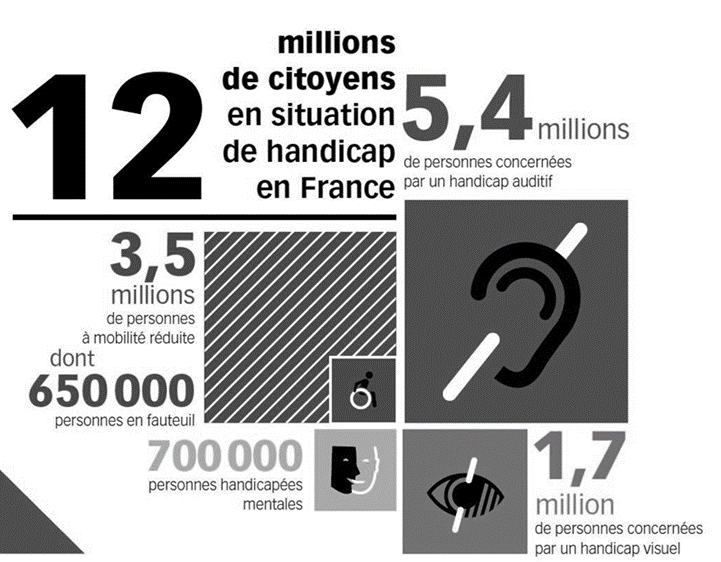 12
millions
de citoyens
en situation
de handicap
en France
5,4 millions
de personnes concernées
par un handicap auditif
3,5
millions
de personnes
à mobilité réduite
dont
650 000
personnes en fauteuil
700 000
personnes handicapées
mentales
1,7
million
de personnes concernées
par un handicap visuel